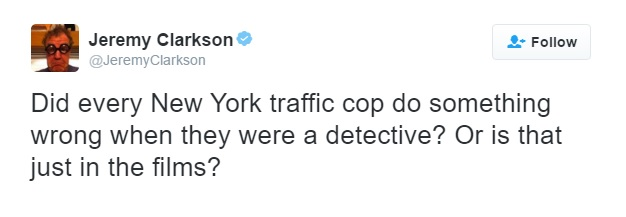 Jeremy Clarkson
@JeremyClarkson
Follow
Did every New York traffic cop do something
wrong when they were a detective? Or is that
just in the films?